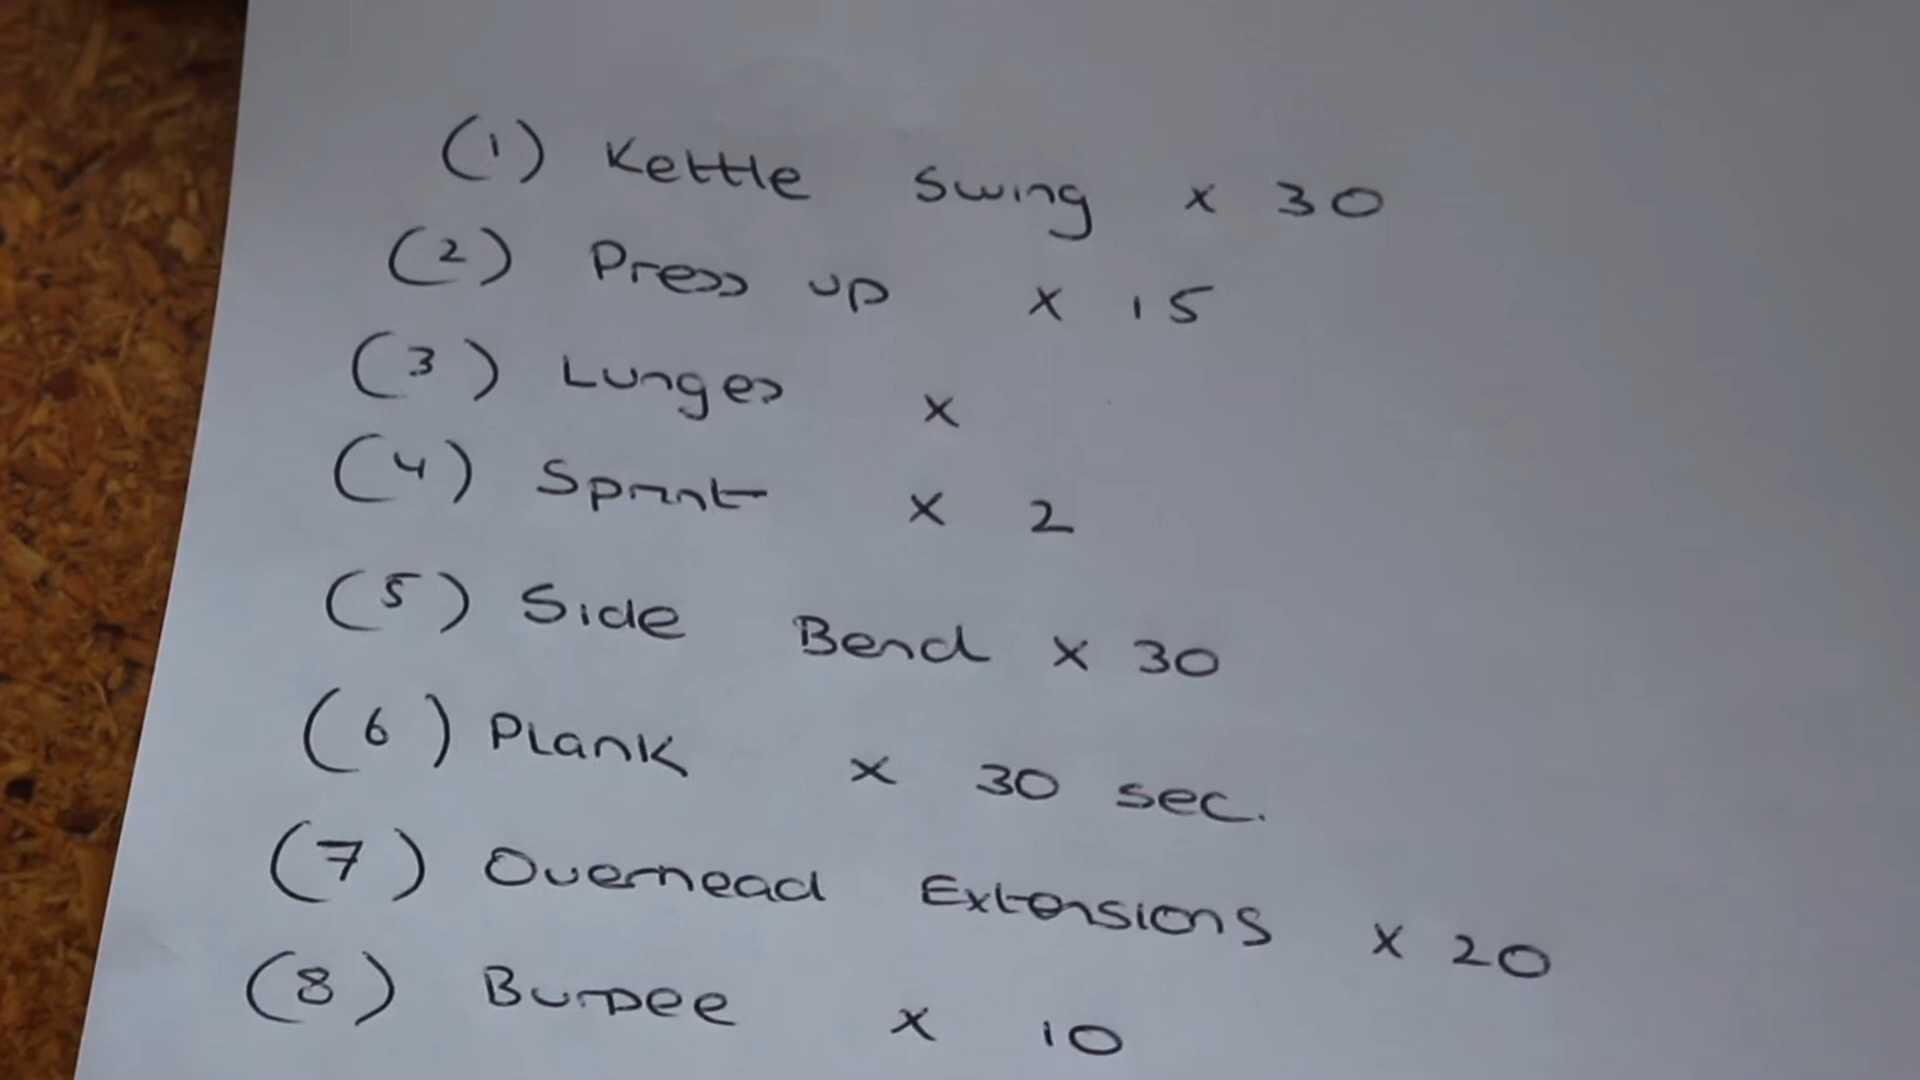 (1) Kettle Swing x 30
(2) Press up x 15
(3) Lunges x
(4) Sprint x 2
(5) Side Bend x 30
(6) Plank x 30 sec.
(7) Overhead Extensions x 20
(8) Burpee x 10